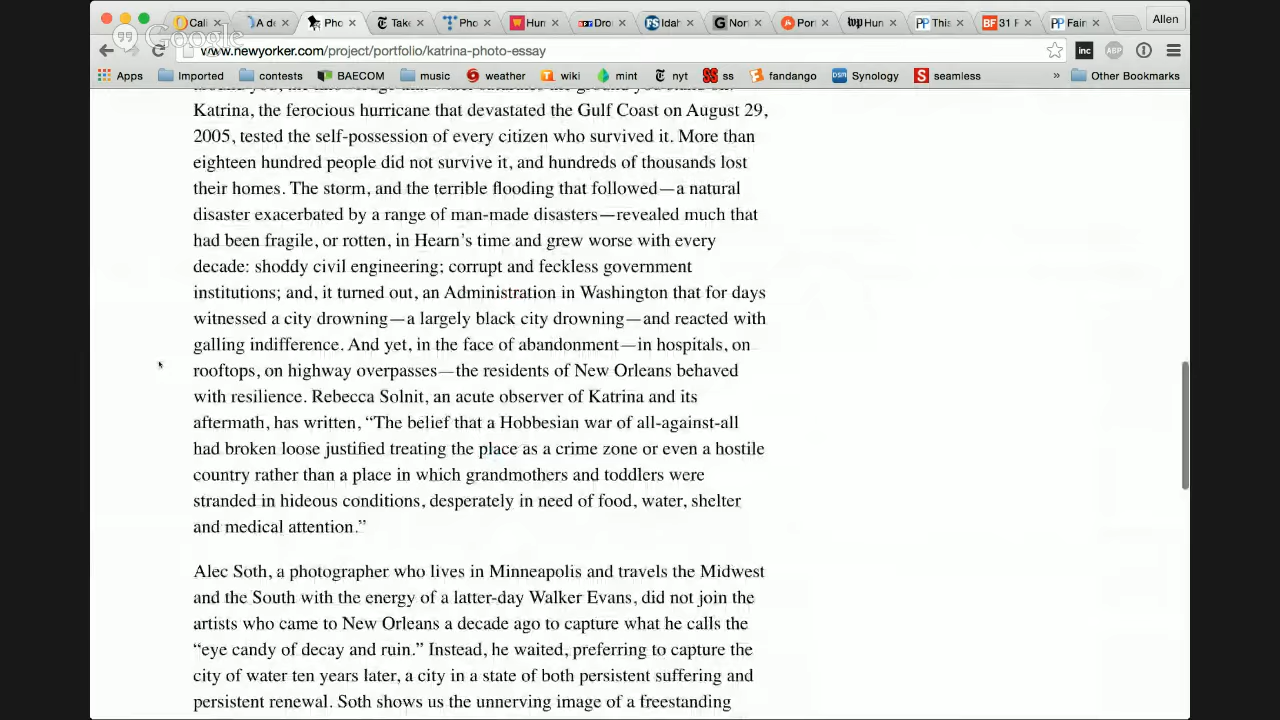 Cali
A de
Pho
Take
Pho
Hur
Dro
Idah
Nor
Por
Hun
This
31 F
Fair
Allen
Google
www.newyorker.com/project/portfolio/katrina-photo-essay
Apps
Imported
contests
BAECOM
music
weather
wiki
mint
nyt
ss
fandango
Synology
seamless
»
Other Bookmarks
Katrina, the ferocious hurricane that devastated the Gulf Coast on August 29,
2005, tested the self-possession of every citizen who survived it. More than
eighteen hundred people did not survive it, and hundreds of thousands lost
their homes. The storm, and the terrible flooding that followed—a natural
disaster exacerbated by a range of man-made disasters—revealed much that
had been fragile, or rotten, in Hearn’s time and grew worse with every
decade: shoddy civil engineering; corrupt and feckless government
institutions; and, it turned out, an Administration in Washington that for days
witnessed a city drowning—a largely black city drowning—and reacted with
galling indifference. And yet, in the face of abandonment—in hospitals, on
rooftops, on highway overpasses—the residents of New Orleans behaved
with resilience. Rebecca Solnit, an acute observer of Katrina and its
aftermath, has written, “The belief that a Hobbesian war of all-against-all
had broken loose justified treating the place as a crime zone or even a hostile
country rather than a place in which grandmothers and toddlers were
stranded in hideous conditions, desperately in need of food, water, shelter
and medical attention.”
Alec Soth, a photographer who lives in Minneapolis and travels the Midwest
and the South with the energy of a latter-day Walker Evans, did not join the
artists who came to New Orleans a decade ago to capture what he calls the
“eye candy of decay and ruin.” Instead, he waited, preferring to capture the
city of water ten years later, a city in a state of both persistent suffering and
persistent renewal. Soth shows us the unnerving image of a freestanding